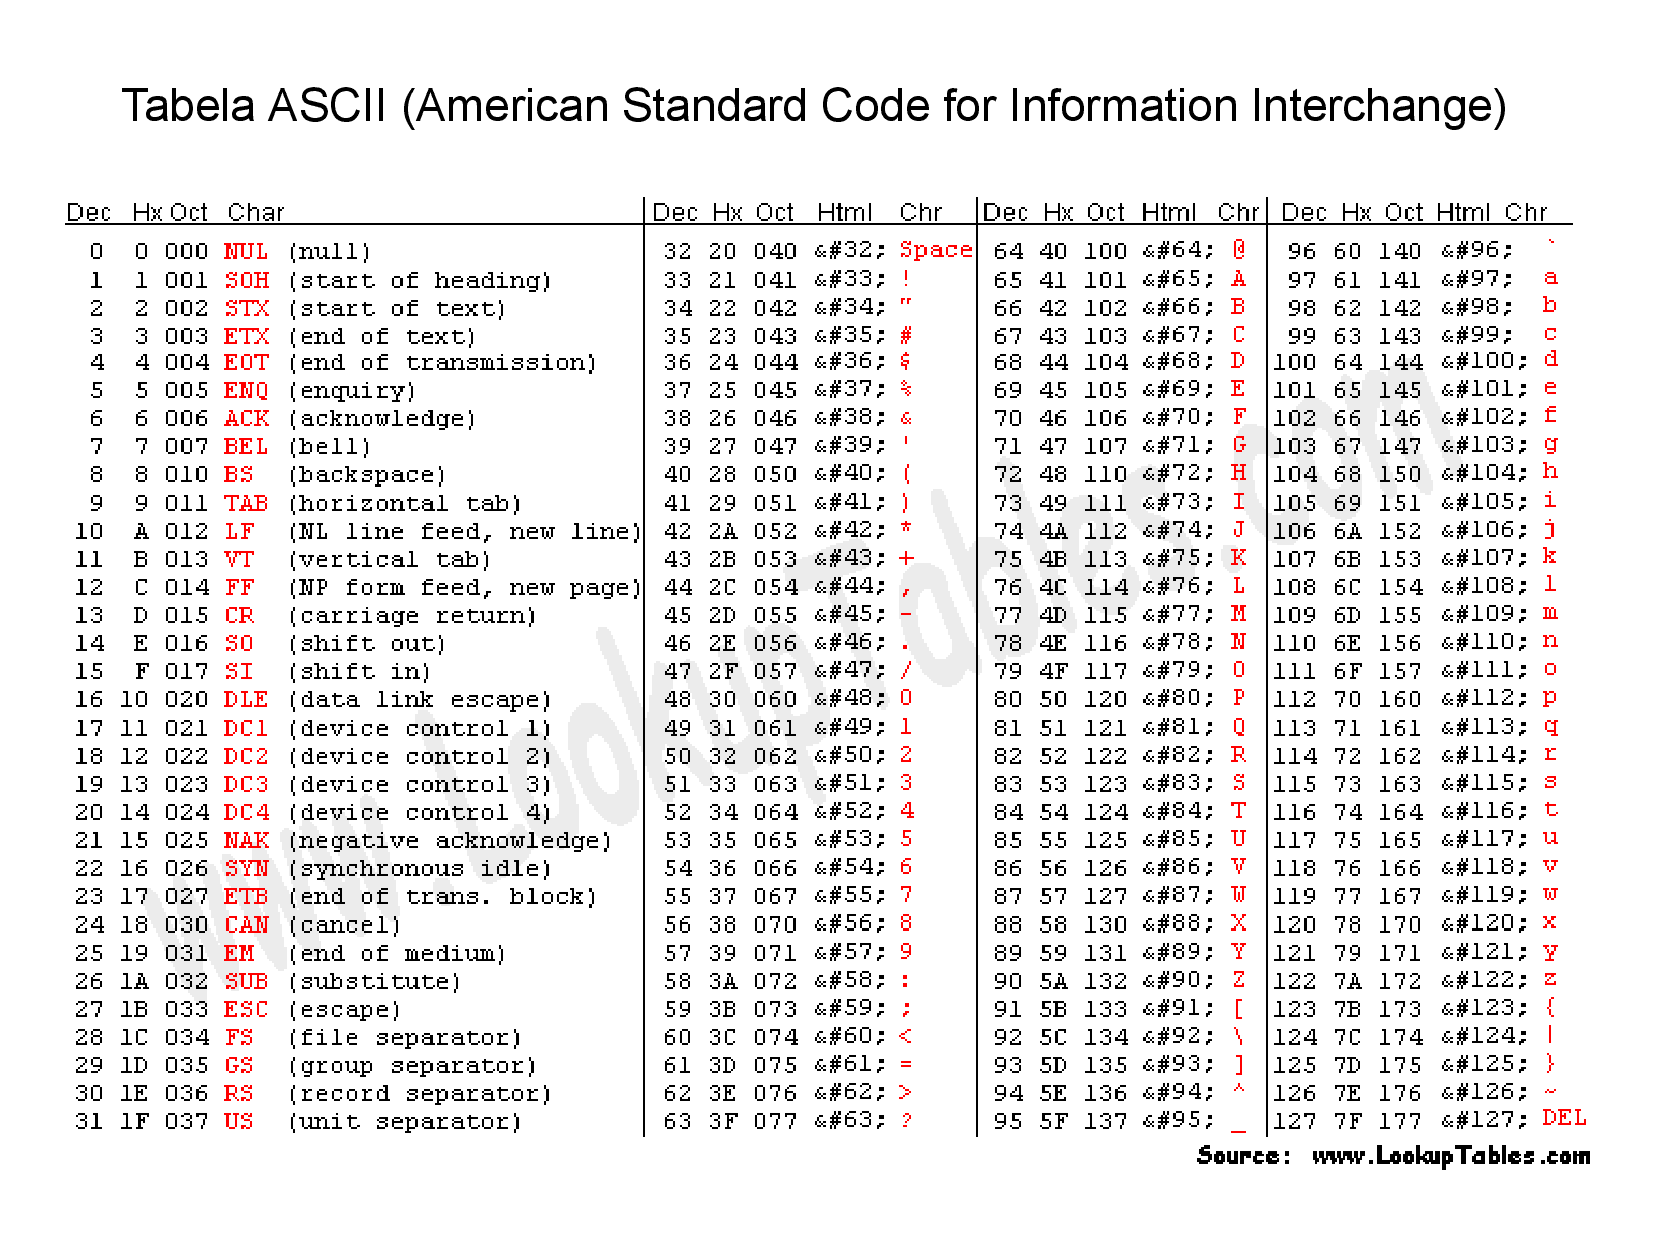 Tabela ASCII (American Standard Code for Information Interchange)
Dec Hx Oct Char Dec Hx Oct Html Chr Dec Hx Oct Html Chr Dec Hx Oct Html Chr
0 0 000 NUL (null) 32 20 040 &#32; Space 64 40 100 &#64; @ 96 60 140 &#96; `
1 1 001 SOH (start of heading) 33 21 041 &#33; ! 65 41 101 &#65; A 97 61 141 &#97; a
2 2 002 STX (start of text) 34 22 042 &#34; " 66 42 102 &#66; B 98 62 142 &#98; b
3 3 003 ETX (end of text) 35 23 043 &#35; # 67 43 103 &#67; C 99 63 143 &#99; c
4 4 004 EOT (end of transmission) 36 24 044 &#36; $ 68 44 104 &#68; D 100 64 144 &#100; d
5 5 005 ENQ (enquiry) 37 25 045 &#37; % 69 45 105 &#69; E 101 65 145 &#101; e
6 6 006 ACK (acknowledge) 38 26 046 &#38; & 70 46 106 &#70; F 102 66 146 &#102; f
7 7 007 BEL (bell) 39 27 047 &#39; ' 71 47 107 &#71; G 103 67 147 &#103; g
8 8 010 BS (backspace) 40 28 050 &#40; ( 72 48 110 &#72; H 104 68 150 &#104; h
9 9 011 TAB (horizontal tab) 41 29 051 &#41; ) 73 49 111 &#73; I 105 69 151 &#105; i
10 A 012 LF (NL line feed, new line) 42 2A 052 &#42; * 74 4A 112 &#74; J 106 6A 152 &#106; j
11 B 013 VT (vertical tab) 43 2B 053 &#43; + 75 4B 113 &#75; K 107 6B 153 &#107; k
12 C 014 FF (NP form feed, new page) 44 2C 054 &#44; , 76 4C 114 &#76; L 108 6C 154 &#108; l
13 D 015 CR (carriage return) 45 2D 055 &#45; - 77 4D 115 &#77; M 109 6D 155 &#109; m
14 E 016 SO (shift out) 46 2E 056 &#46; . 78 4E 116 &#78; N 110 6E 156 &#110; n
15 F 017 SI (shift in) 47 2F 057 &#47; / 79 4F 117 &#79; O 111 6F 157 &#111; o
16 10 020 DLE (data link escape) 48 30 060 &#48; 0 80 50 120 &#80; P 112 70 160 &#112; p
17 11 021 DC1 (device control 1) 49 31 061 &#49; 1 81 51 121 &#81; Q 113 71 161 &#113; q
18 12 022 DC2 (device control 2) 50 32 062 &#50; 2 82 52 122 &#82; R 114 72 162 &#114; r
19 13 023 DC3 (device control 3) 51 33 063 &#51; 3 83 53 123 &#83; S 115 73 163 &#115; s
20 14 024 DC4 (device control 4) 52 34 064 &#52; 4 84 54 124 &#84; T 116 74 164 &#116; t
21 15 025 NAK (negative acknowledge) 53 35 065 &#53; 5 85 55 125 &#85; U 117 75 165 &#117; u
22 16 026 SYN (synchronous idle) 54 36 066 &#54; 6 86 56 126 &#86; V 118 76 166 &#118; v
23 17 027 ETB (end of trans. block) 55 37 067 &#55; 7 87 57 127 &#87; W 119 77 167 &#119; w
24 18 030 CAN (cancel) 56 38 070 &#56; 8 88 58 130 &#88; X 120 78 170 &#120; x
25 19 031 EM (end of medium) 57 39 071 &#57; 9 89 59 131 &#89; Y 121 79 171 &#121; y
26 1A 032 SUB (substitute) 58 3A 072 &#58; : 90 5A 132 &#90; Z 122 7A 172 &#122; z
27 1B 033 ESC (escape) 59 3B 073 &#59; ; 91 5B 133 &#91; [ 123 7B 173 &#123; {
28 1C 034 FS (file separator) 60 3C 074 &#60; < 92 5C 134 &#92; \ 124 7C 174 &#124; |
29 1D 035 GS (group separator) 61 3D 075 &#61; = 93 5D 135 &#93; ] 125 7D 175 &#125; }
30 1E 036 RS (record separator) 62 3E 076 &#62; > 94 5E 136 &#94; ^ 126 7E 176 &#126; ~
31 1F 037 US (unit separator) 63 3F 077 &#63; ? 95 5F 137 &#95; _ 127 7F 177 &#127; DEL
www.LookupTables.com
Source: www.LookupTables.com